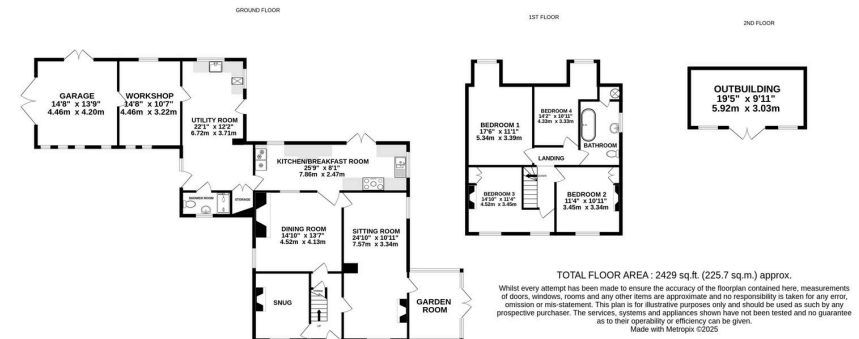 GROUND FLOOR
1ST FLOOR
2ND FLOOR
GARAGE
14'8" x 13'9"
4.46m x 4.20m
WORKSHOP
14'8" x 10'7"
4.46m x 3.22m
UTILITY ROOM
22'1" x 12'2"
6.72m x 3.71m
KITCHEN/BREAKFAST ROOM
25'9" x 8'1"
7.86m x 2.47m
SHOWER ROOM
STORAGE
DINING ROOM
14'10" x 13'7"
4.52m x 4.13m
SITTING ROOM
24'10" x 10'11"
7.57m x 3.34m
SNUG
UP
GARDEN
ROOM
BEDROOM 1
17'6" x 11'1"
5.34m x 3.39m
BEDROOM 4
14'2" x 10'11"
4.33m x 3.33m
BATHROOM
LANDING
BEDROOM 3
14'10" x 11'4"
4.52m x 3.45m
BEDROOM 2
11'4" x 10'11"
3.45m x 3.34m
OUTBUILDING
19'5" x 9'11"
5.92m x 3.03m
TOTAL FLOOR AREA : 2429 sq.ft. (225.7 sq.m.) approx.
Whilst every attempt has been made to ensure the accuracy of the floorplan contained here, measurements
of doors, windows, rooms and any other items are approximate and no responsibility is taken for any error,
omission or mis-statement. This plan is for illustrative purposes only and should be used as such by any
prospective purchaser. The services, systems and appliances shown have not been tested and no guarantee
as to their operability or efficiency can be given.
Made with Metropix ©2025